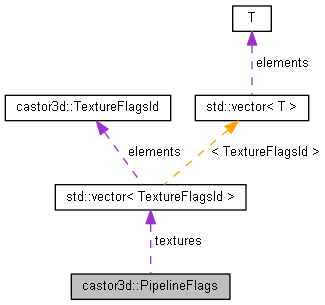 T
elements
castor3d::TextureFlagsId
std::vector< T >
elements
< TextureFlagsId >
std::vector< TextureFlagsId >
textures
castor3d::PipelineFlags